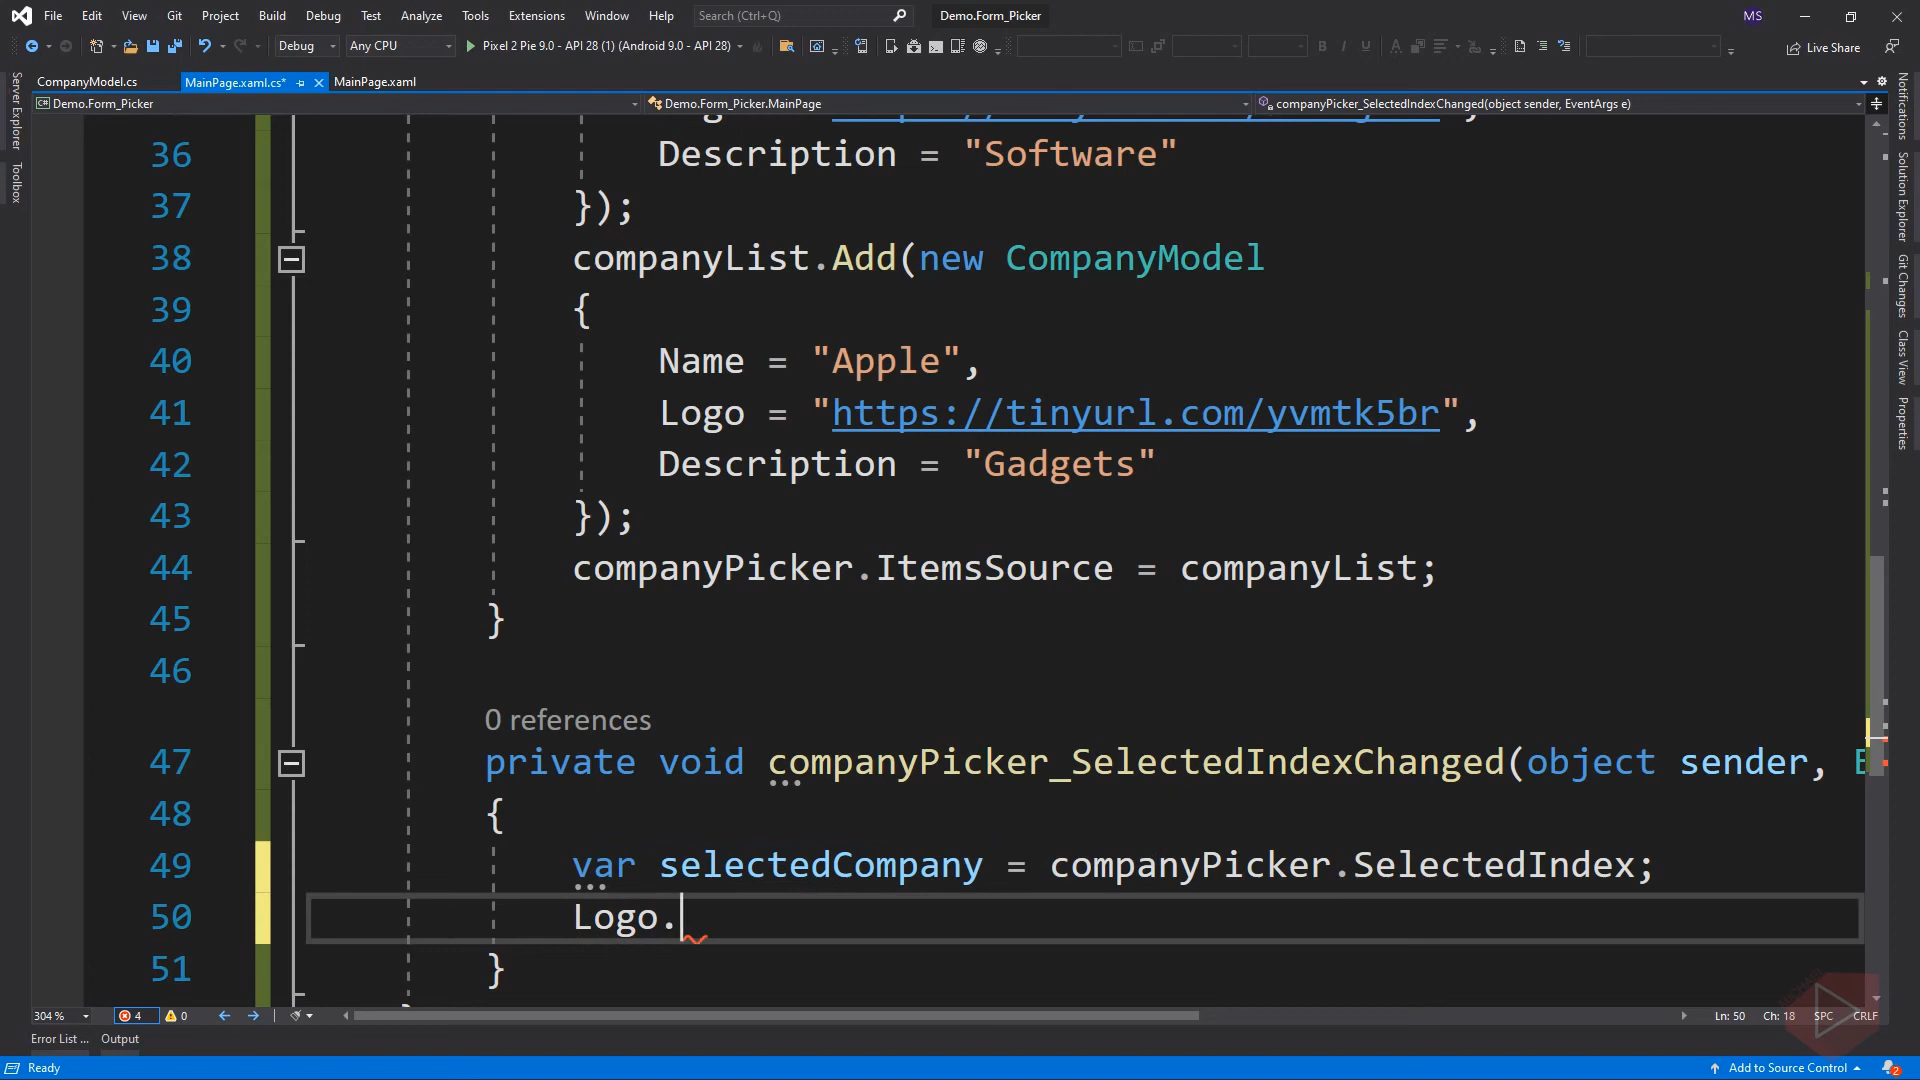 File Edit View Git Project Build Debug Test Analyze Tools Extensions Window Help Search (Ctrl+Q) Demo.Form_Picker MS
Debug Any CPU Pixel 2 Pie 9.0 - API 28 (1) (Android 9.0 - API 28) Live Share
CompanyModel.cs MainPage.xaml.cs* MainPage.xaml
Demo.Form_Picker Demo.Form_Picker.MainPage companyPicker_SelectedIndexChanged(object sender, EventArgs e)
Server Explorer
Toolbox
Notifications
Solution Explorer
Git Changes
Class View
Properties
36 Description = "Software"
37 });
38 companyList.Add(new CompanyModel
39 {
40 Name = "Apple",
41 Logo = "https://tinyurl.com/yvmtk5br",
42 Description = "Gadgets"
43 });
44 companyPicker.ItemsSource = companyList;
45 }
46
0 references
47 private void companyPicker_SelectedIndexChanged(object sender, E
48 {
49 var selectedCompany = companyPicker.SelectedIndex;
50 Logo.
51 }
304 % 4 0 Ln: 50 Ch: 18 SPC CRLF
Error List ... Output
Ready Add to Source Control 2